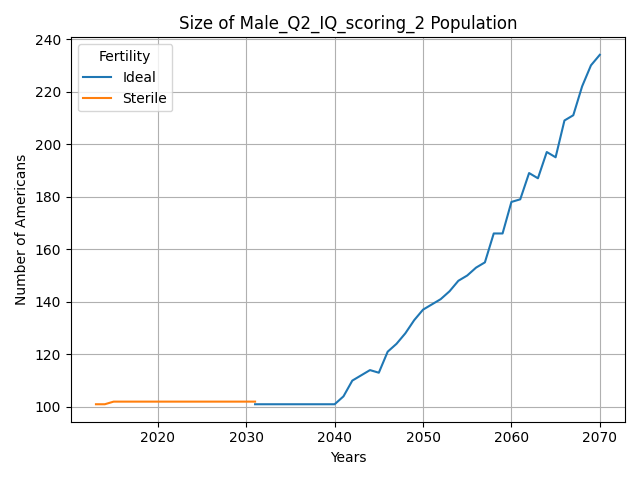 Size of Male_Q2_IQ_scoring_2 Population
Number of Americans
240
220
200
180
160
140
120
100
Fertility
Ideal
Sterile
2020 2030 2040 2050 2060 2070
Years